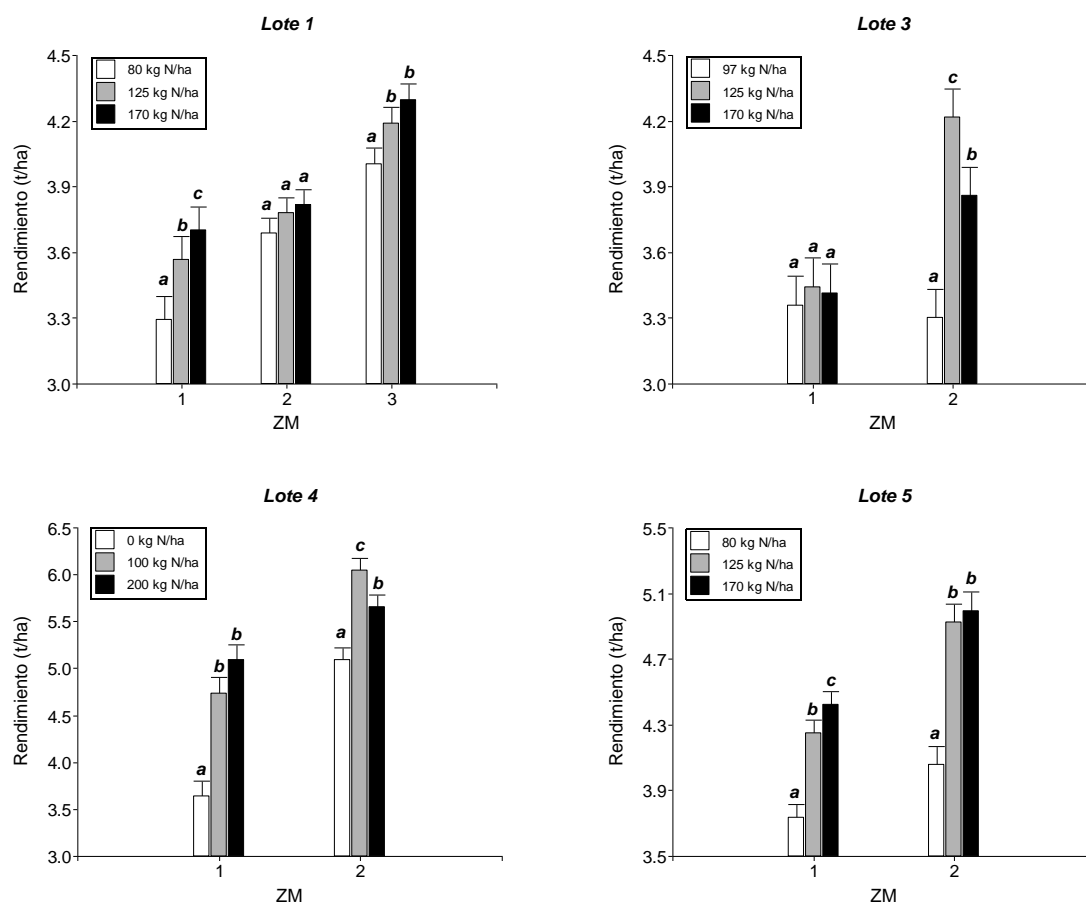 Lote 1
Rendimiento (t/ha)
4.5
4.2
3.9
3.6
3.3
3.0
80 kg N/ha
125 kg N/ha
170 kg N/ha
a
b
c
a
a
a
a
b
b
1
2
3
ZM
Lote 3
Rendimiento (t/ha)
4.5
4.2
3.9
3.6
3.3
3.0
97 kg N/ha
125 kg N/ha
170 kg N/ha
a
a
a
a
c
b
1
2
ZM
Lote 4
Rendimiento (t/ha)
6.5
6.0
5.5
5.0
4.5
4.0
3.5
3.0
0 kg N/ha
100 kg N/ha
200 kg N/ha
a
b
b
a
c
b
1
2
ZM
Lote 5
Rendimiento (t/ha)
5.5
5.1
4.7
4.3
3.9
3.5
80 kg N/ha
125 kg N/ha
170 kg N/ha
a
b
c
a
b
b
1
2
ZM